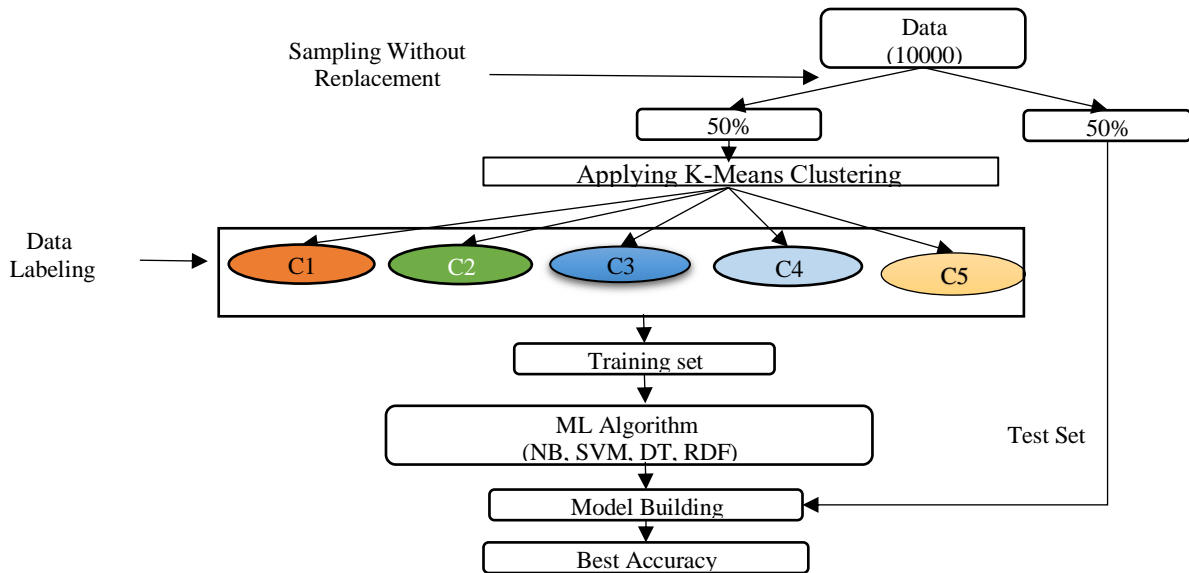 Data
(10000)
Sampling Without
Replacement
50%
50%
Applying K-Means Clustering
Data
Labeling
C1
C2
C3
C4
C5
Training set
ML Algorithm
(NB, SVM, DT, RDF)
Test Set
Model Building
Best Accuracy